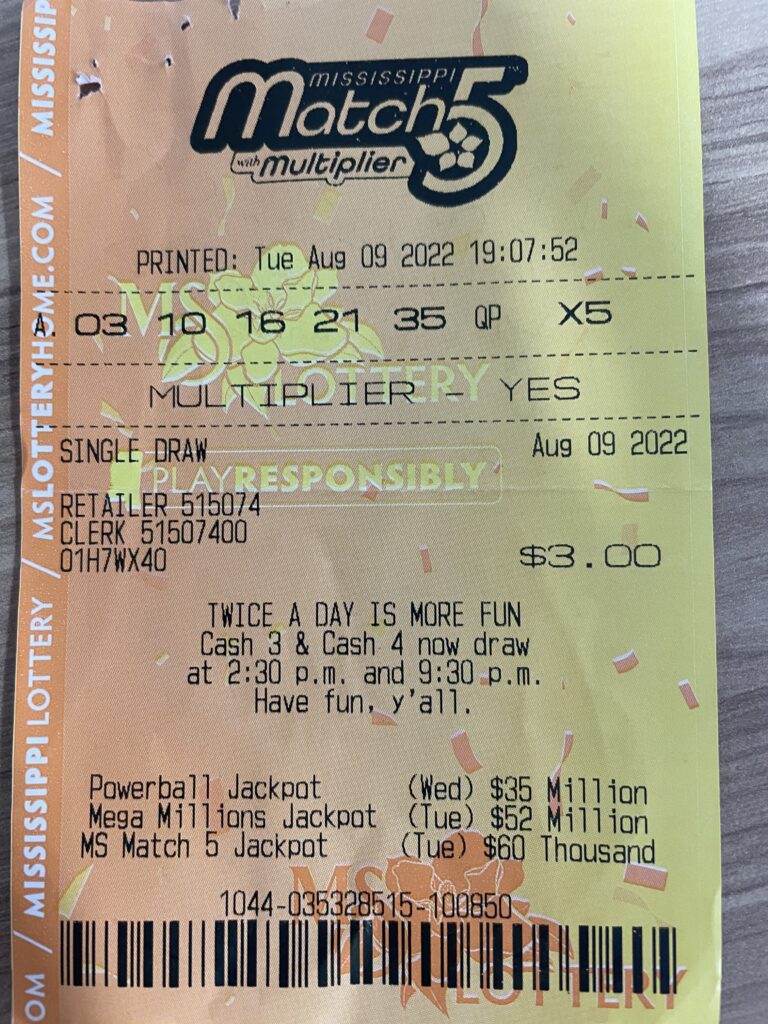 MISSISSIPPI
Match 5
with Multiplier
PRINTED: Tue Aug 09 2022 19:07:52
A. 03 10 16 21 35 QP X5
MS LOTTERY
MULTIPLIER - YES
SINGLE DRAW Aug 09 2022
PLAYRESPONSIBLY
RETAILER 515074
CLERK 51507400
01H7WX40 $3.00
TWICE A DAY IS MORE FUN
Cash 3 & Cash 4 now draw
at 2:30 p.m. and 9:30 p.m.
Have fun, y'all.
Powerball Jackpot (Wed) $35 Million
Mega Millions Jackpot (Tue) $52 Million
MS Match 5 Jackpot (Tue) $60 Thousand
1044-035328515-100850
MS LOTTERY
OM / MISSISSIPPI LOTTERY / MSLOTTERYHOME.COM / MISSISSIP